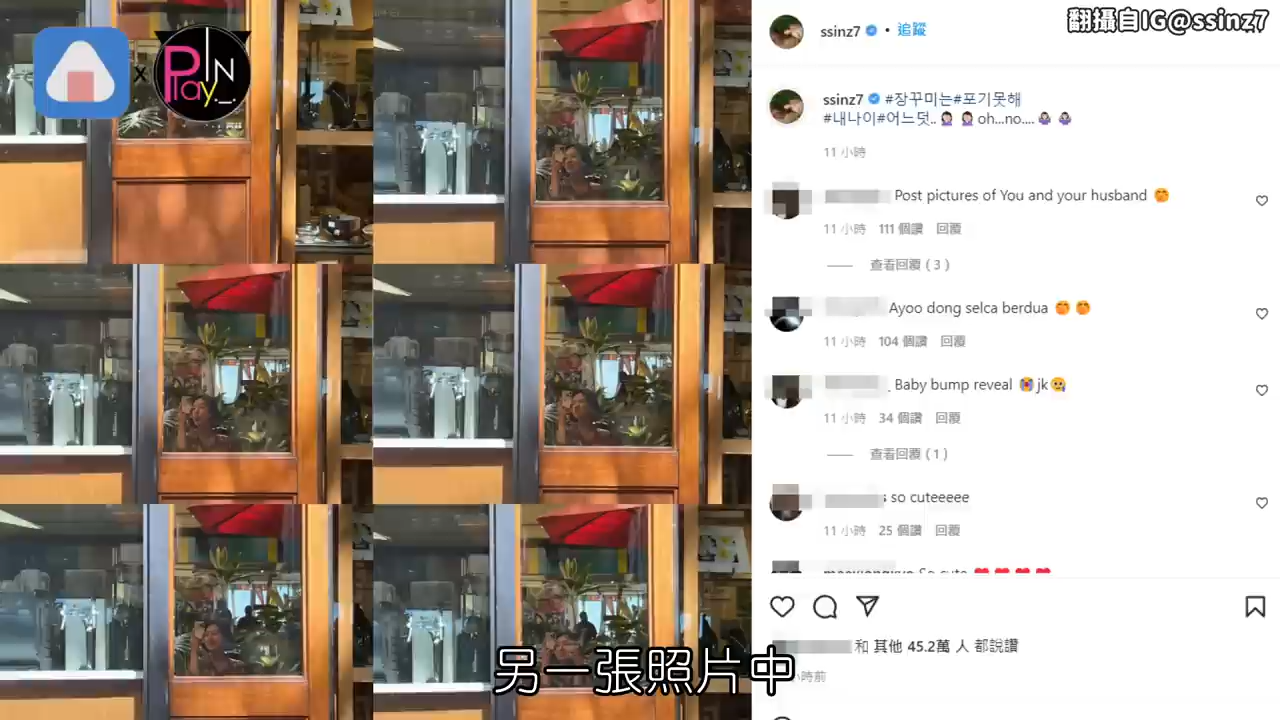 翻攝自IG@ssinz7
x
PlayIN
ssinz7 • 追蹤
ssinz7 #장꾸미는#포기못해
#내나이#어느덧.. oh...no....
11 小時
Post pictures of You and your husband
11 小時 111 個讚 回覆
查看回覆 ( 3 )
Ayoo dong selca berdua
11 小時 104 個讚 回覆
Baby bump reveal jk
11 小時 34 個讚 回覆
查看回覆 ( 1 )
s so cuteeeee
11 小時 25 個讚 回覆
So cute
和 其他 45.2萬 人 都說讚
小時前
另一張照片中